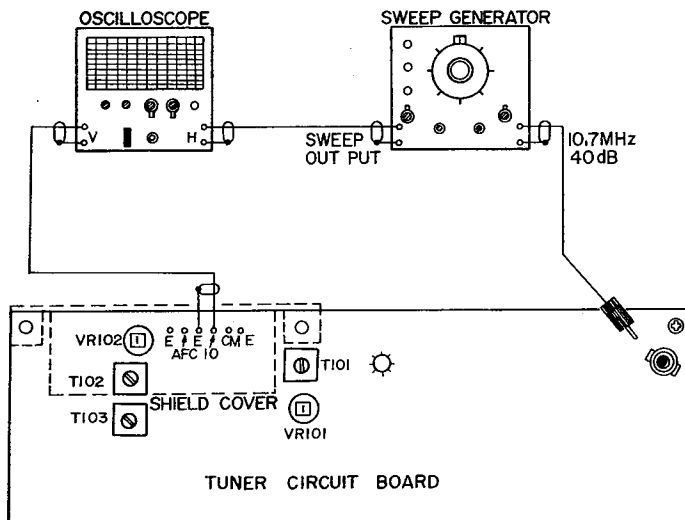 OSCILLOSCOPE
SWEEP GENERATOR
V
H
SWEEP
OUT PUT
10.7MHz
40dB
VR102
E
E
CM E
AFC IO
T101
T102
SHIELD COVER
T103
VR101
TUNER CIRCUIT BOARD